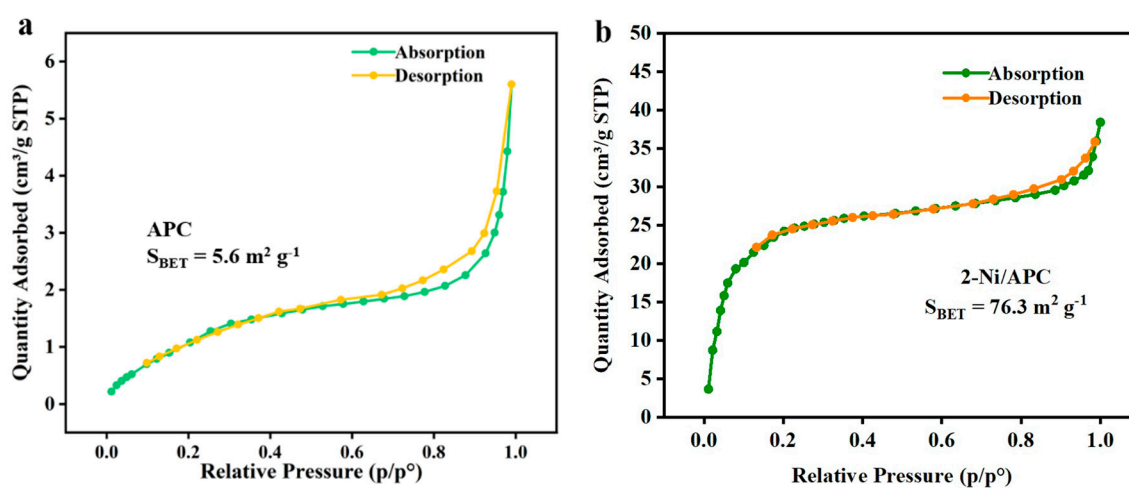 a
Quantity Adsorbed (cm³/g STP)
6
5
4
3
2
1
0
Absorption
Desorption
APC
S_BET = 5.6 m² g⁻¹
0.0 0.2 0.4 0.6 0.8 1.0
Relative Pressure (p/p°)
b
Quantity Adsorbed (cm³/g STP)
50
45
40
35
30
25
20
15
10
5
0
Absorption
Desorption
2-Ni/APC
S_BET = 76.3 m² g⁻¹
0.0 0.2 0.4 0.6 0.8 1.0
Relative Pressure (p/p°)